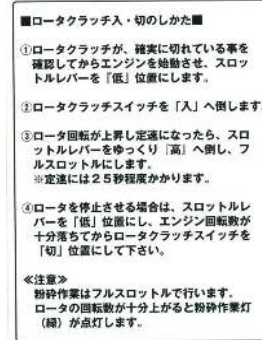 ■ロータクラッチ入・切のしかた■
①ロータクラッチが、確実に切れている事を
確認してからエンジンを始動させ、スロッ
トルレバーを「低」位置にします。
②ロータクラッチスイッチを「入」へ倒します。
③ロータ回転が上昇し定速になったら、スロ
ットルレバーをゆっくり「高」へ倒し、フ
ルスロットルにします。
※定速には25秒程度かかります。
④ロータを停止させる場合は、スロットルレ
バーを「低」位置にし、エンジン回転数が
十分落ちてからロータクラッチスイッチを
「切」位置にして下さい。
≪注意≫
粉砕作業はフルスロットルで行います。
ロータの回転数が十分上がると粉砕作業灯
（緑）が点灯します。